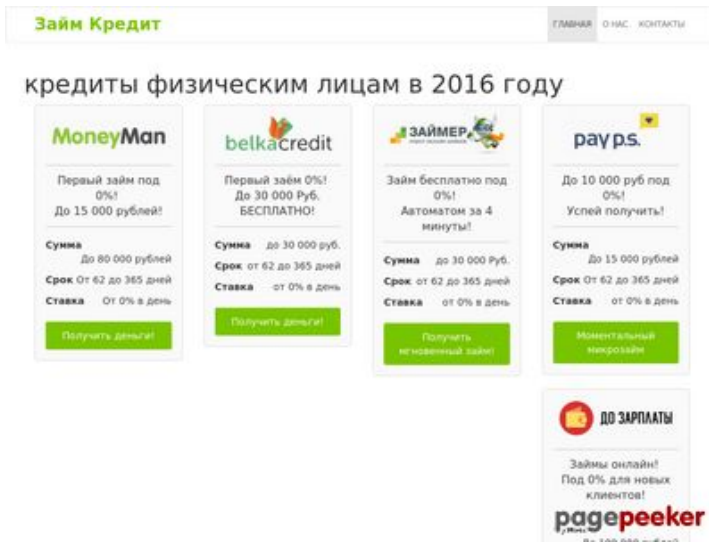 Займ Кредит
ГЛАВНАЯ О НАС КОНТАКТЫ
кредиты физическим лицам в 2016 году
MoneyMan
Первый займ под
0%!
До 15 000 рублей!
Сумма
До 80 000 рублей
Срок От 62 до 365 дней
Ставка От 0% в день
Получить деньги!
belkacredit
Первый заём 0%!
До 30 000 Руб.
БЕСПЛАТНО!
Сумма до 30 000 руб.
Срок от 62 до 365 дней
Ставка от 0% в день
Получить деньги!
ЗАЙМЕР
Займ бесплатно под
0%!
Автоматом за 4
минуты!
Сумма до 30 000 Руб.
Срок от 62 до 365 дней
Ставка от 0% в день
Получить
мгновенный займ!
pay p.s.
До 10 000 руб под
0%!
Успей получить!
Сумма
До 15 000 рублей
Срок От 62 до 365 дней
Ставка От 0% в день
Моментальный
микрозайм
ДО ЗАРПЛАТЫ
Займы онлайн!
Под 0% для новых
клиентов!
pagepeeker
До 100 000 рублей